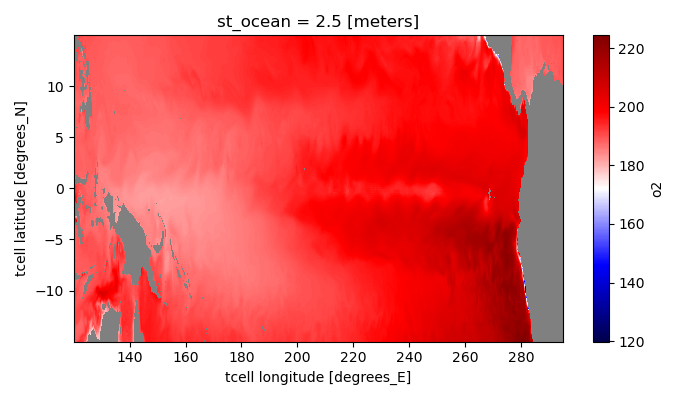 st_ocean = 2.5 [meters]
10
5
0
−5
−10
tcell latitude [degrees_N]
140 160 180 200 220 240 260 280
tcell longitude [degrees_E]
220
200
180
160
140
120
o2